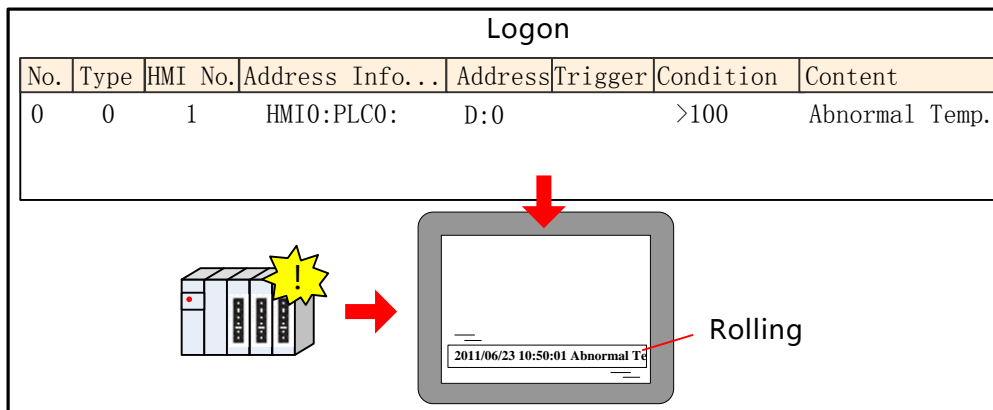 Logon
No. Type HMI No. Address Info... Address Trigger Condition Content
0 0 1 HMI0:PLC0: D:0 >100 Abnormal Temp.
!
2011/06/23 10:50:01 Abnormal Te
Rolling